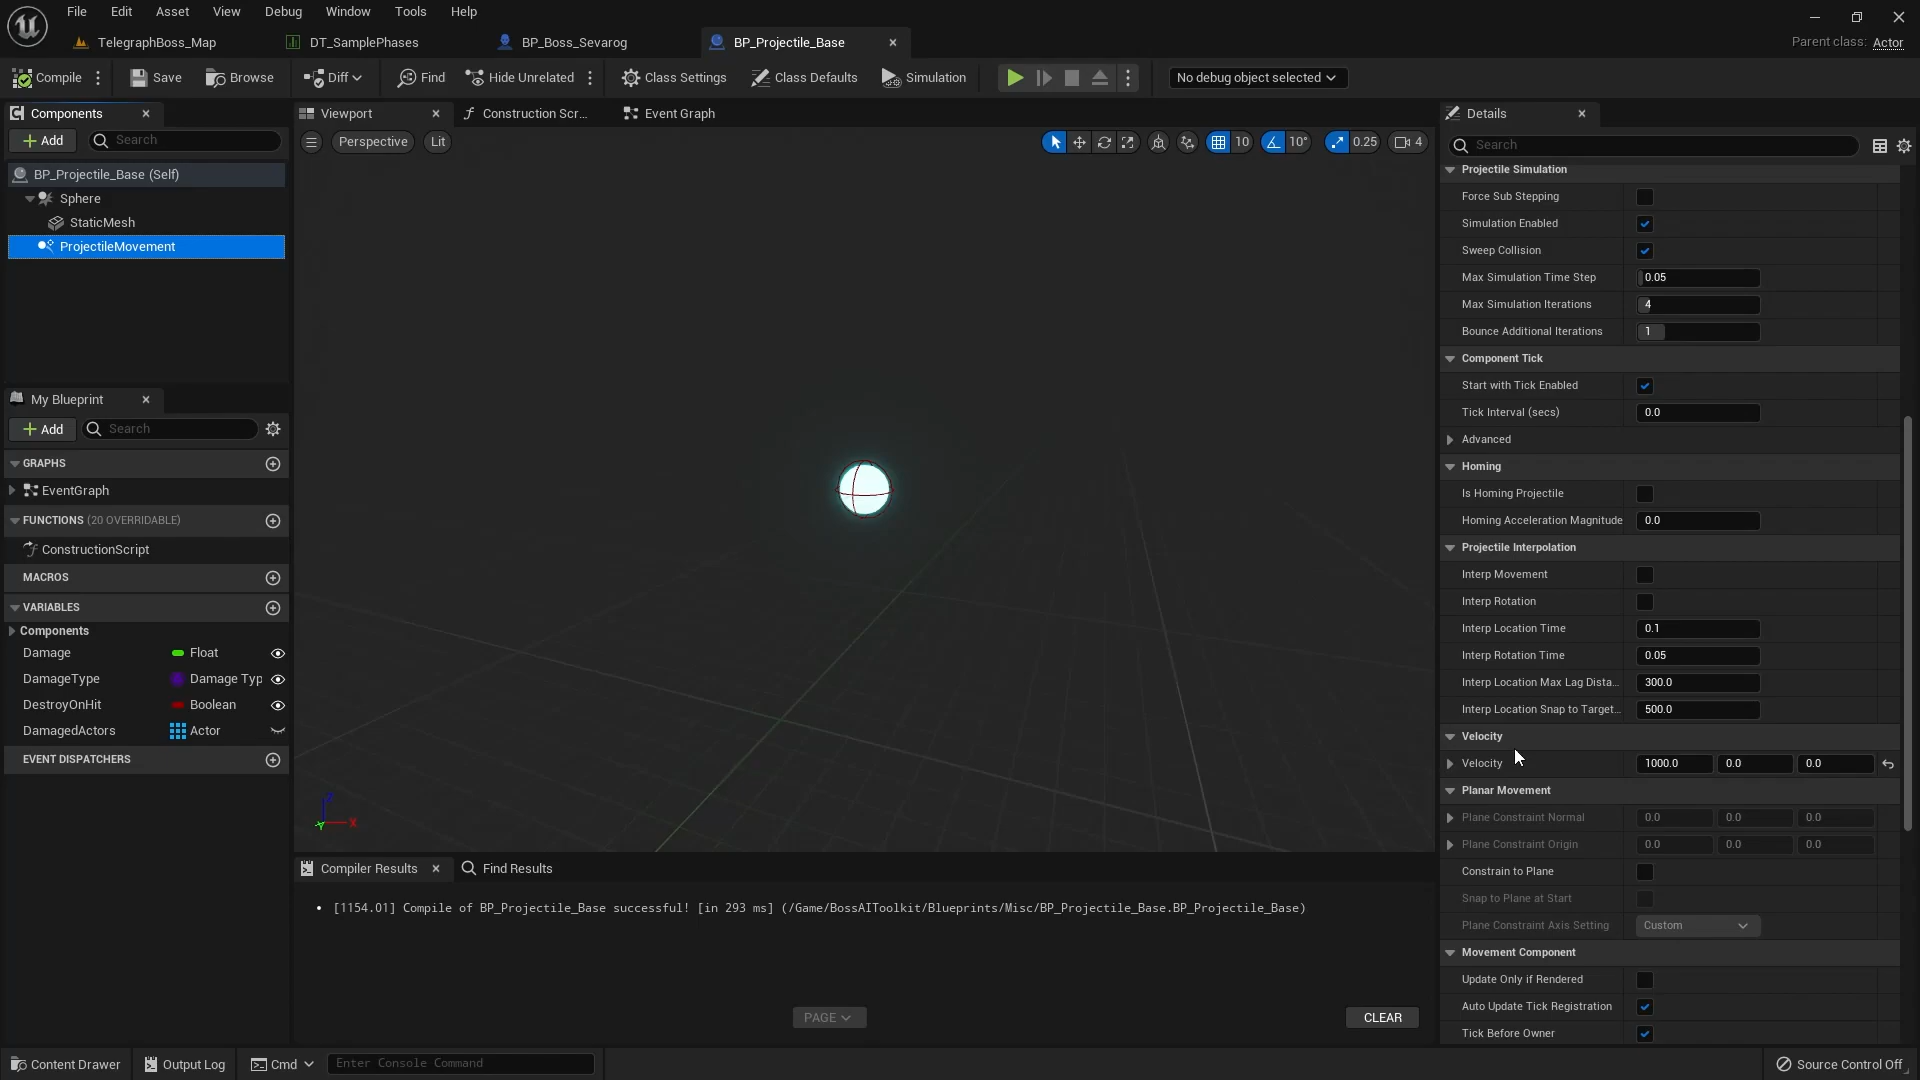 File Edit Asset View Debug Window Tools Help
TelegraphBoss_Map DT_SamplePhases BP_Boss_Sevarog BP_Projectile_Base
Parent class: Actor
Compile Save Browse Diff Find Hide Unrelated Class Settings Class Defaults Simulation No debug object selected
Components
Add Search
BP_Projectile_Base (Self)
Sphere
StaticMesh
ProjectileMovement
My Blueprint
Add Search
GRAPHS
EventGraph
FUNCTIONS (20 OVERRIDABLE)
ConstructionScript
MACROS
VARIABLES
Components
Damage Float
DamageType Damage Typ
DestroyOnHit Boolean
DamagedActors Actor
EVENT DISPATCHERS
Viewport Construction Scr... Event Graph
Perspective Lit 10 10° 0.25 4
Z
Y X
Compiler Results Find Results
[1154.01] Compile of BP_Projectile_Base successful! [in 293 ms] (/Game/BossAIToolkit/Blueprints/Misc/BP_Projectile_Base.BP_Projectile_Base)
PAGE CLEAR
Details
Search
Projectile Simulation
Force Sub Stepping
Simulation Enabled
Sweep Collision
Max Simulation Time Step 0.05
Max Simulation Iterations 4
Bounce Additional Iterations 1
Component Tick
Start with Tick Enabled
Tick Interval (secs) 0.0
Advanced
Homing
Is Homing Projectile
Homing Acceleration Magnitude 0.0
Projectile Interpolation
Interp Movement
Interp Rotation
Interp Location Time 0.1
Interp Rotation Time 0.05
Interp Location Max Lag Dista... 300.0
Interp Location Snap to Target... 500.0
Velocity
Velocity 1000.0 0.0 0.0
Planar Movement
Plane Constraint Normal 0.0 0.0 0.0
Plane Constraint Origin 0.0 0.0 0.0
Constrain to Plane
Snap to Plane at Start
Plane Constraint Axis Setting Custom
Movement Component
Update Only if Rendered
Auto Update Tick Registration
Tick Before Owner
Content Drawer Output Log Cmd Enter Console Command Source Control Off